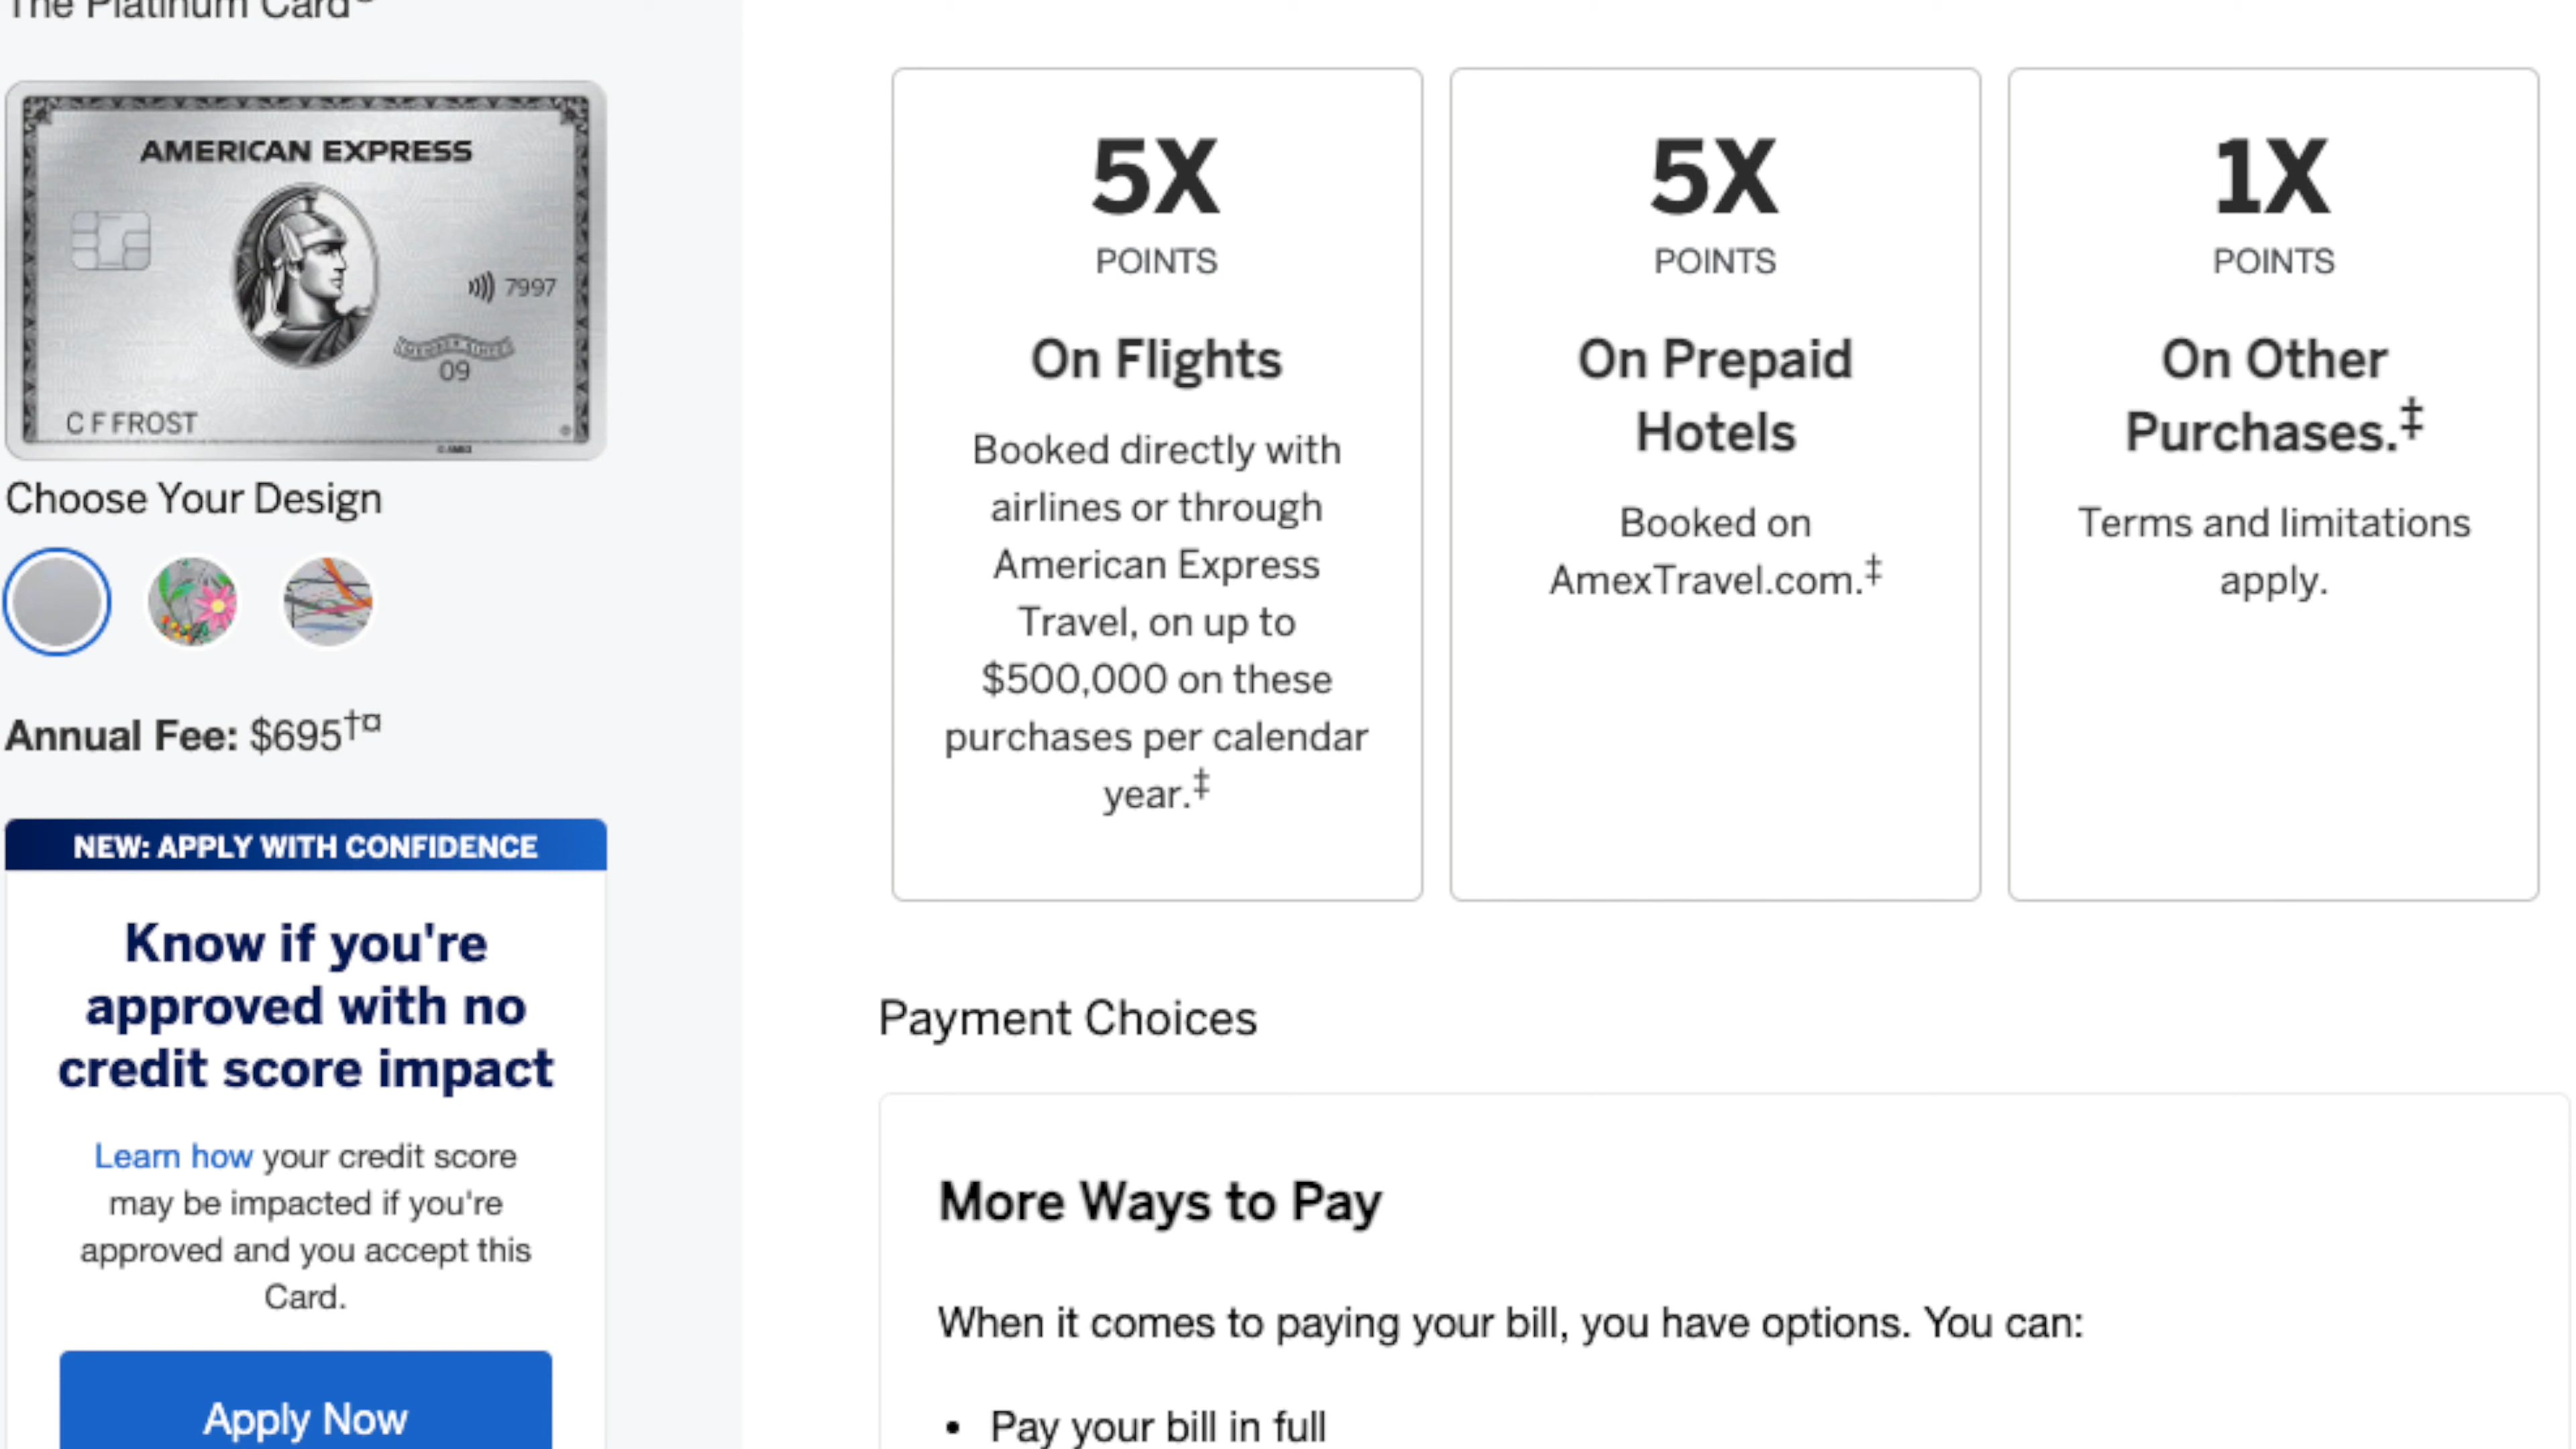 The Platinum Card®
AMERICAN EXPRESS
7997
MEMBER SINCE
09
C F FROST
Choose Your Design
Annual Fee: $695†¤
NEW: APPLY WITH CONFIDENCE
Know if you're
approved with no
credit score impact
Learn how your credit score
may be impacted if you're
approved and you accept this
Card.
Apply Now
5X
POINTS
On Flights
Booked directly with
airlines or through
American Express
Travel, on up to
$500,000 on these
purchases per calendar
year.‡
5X
POINTS
On Prepaid
Hotels
Booked on
AmexTravel.com.‡
1X
POINTS
On Other
Purchases.‡
Terms and limitations
apply.
Payment Choices
More Ways to Pay
When it comes to paying your bill, you have options. You can:
• Pay your bill in full